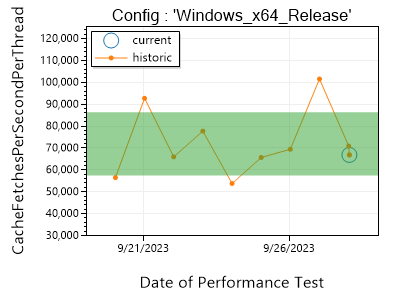 Config : 'Windows_x64_Release'
CacheFetchesPerSecondPerThread
120,000
110,000
100,000
90,000
80,000
70,000
60,000
50,000
40,000
30,000
current
historic
9/21/2023
9/26/2023
Date of Performance Test